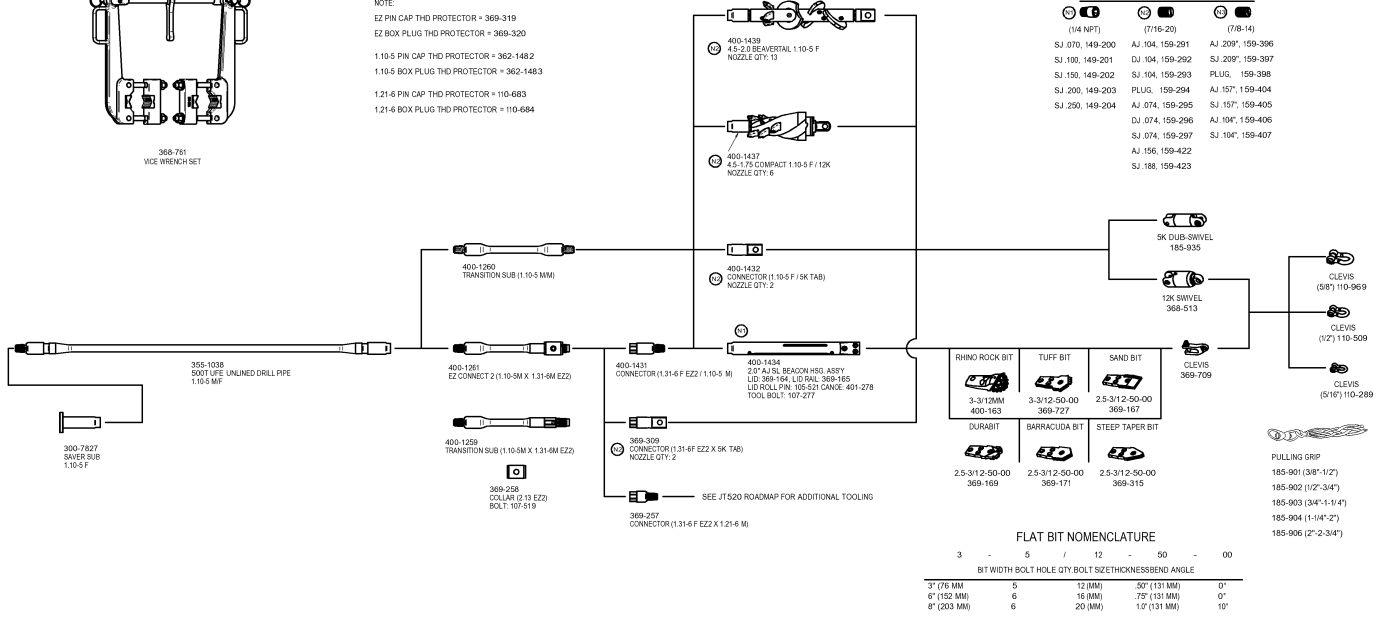 NOTE:
EZ PIN CAP THD PROTECTOR = 369-319
EZ BOX PLUG THD PROTECTOR = 369-320
1.10-5 PIN CAP THD PROTECTOR = 362-1482
1.10-5 BOX PLUG THD PROTECTOR = 362-1483
1.21-6 PIN CAP THD PROTECTOR = 110-683
1.21-6 BOX PLUG THD PROTECTOR = 110-684
368-761
VICE WRENCH SET
N2
400-1439
4.5-2.0 BEAVERTAIL 1.10-5 F
NOZZLE QTY: 13
N2
400-1437
4.5-1.75 COMPACT 1.10-5 F / 12K
NOZZLE QTY: 6
N1
(1/4 NPT)
SJ .070, 149-200
SJ .100, 149-201
SJ .150, 149-202
SJ .200, 149-203
SJ .250, 149-204
N2
(7/16-20)
AJ .104, 159-291
DJ .104, 159-292
SJ .104, 159-293
PLUG, 159-294
AJ .074, 159-295
DJ .074, 159-296
SJ .074, 159-297
AJ .156, 159-422
SJ .188, 159-423
N3
(7/8-14)
AJ .209", 159-396
SJ .209", 159-397
PLUG, 159-398
AJ .157", 159-404
SJ .157", 159-405
AJ .104", 159-406
SJ .104", 159-407
400-1260
TRANSITION SUB (1.10-5 M/M)
N2
400-1432
CONNECTOR (1.10-5 F / 5K TAB)
NOZZLE QTY: 2
5K DUB-SWIVEL
185-935
12K SWIVEL
368-513
CLEVIS
(5/8") 110-969
CLEVIS
(1/2") 110-509
CLEVIS
(5/16") 110-289
355-1038
500T UFE UNLINED DRILL PIPE
1.10-5 M/F
400-1261
EZ CONNECT 2 (1.10-5M X 1.31-6M EZ2)
400-1431
CONNECTOR (1.31-6 F EZ2 / 1.10-5 M)
N1
400-1434
2.0" AJ SL BEACON HSG. ASS'Y
LID: 369-164, LID RAIL: 369-165
LID ROLL PIN: 105-521 CANOE: 401-278
TOOL BOLT: 107-277
RHINO ROCK BIT
3-3/12MM
400-163
TUFF BIT
3-3/12-50-00
369-727
SAND BIT
2.5-3/12-50-00
369-167
DURABIT
2.5-3/12-50-00
369-169
BARRACUDA BIT
2.5-3/12-50-00
369-171
STEEP TAPER BIT
2.5-3/12-50-00
369-315
CLEVIS
369-709
300-7827
SAVER SUB
1.10-5 F
400-1259
TRANSITION SUB (1.10-5M X 1.31-6M EZ2)
369-258
COLLAR (2.13 EZ2)
BOLT: 107-519
N2
369-309
CONNECTOR (1.31-6F EZ2 X 5K TAB)
NOZZLE QTY: 2
369-257
CONNECTOR (1.31-6 F EZ2 X 1.21-6 M)
SEE JT520 ROADMAP FOR ADDITIONAL TOOLING
PULLING GRIP
185-901 (3/8"-1/2")
185-902 (1/2"-3/4")
185-903 (3/4"-1-1/4")
185-904 (1-1/4"-2")
185-906 (2"-2-3/4")
FLAT BIT NOMENCLATURE
3 - 5 / 12 - 50 - 00
BIT WIDTH BOLT HOLE QTY.BOLT SIZETHICKNESSBEND ANGLE
3" (76 MM 5 12 (MM) .50" (131 MM) 0°
6" (152 MM) 6 16 (MM) .75" (131 MM) 0°
8" (203 MM) 6 20 (MM) 1.0" (131 MM) 10°